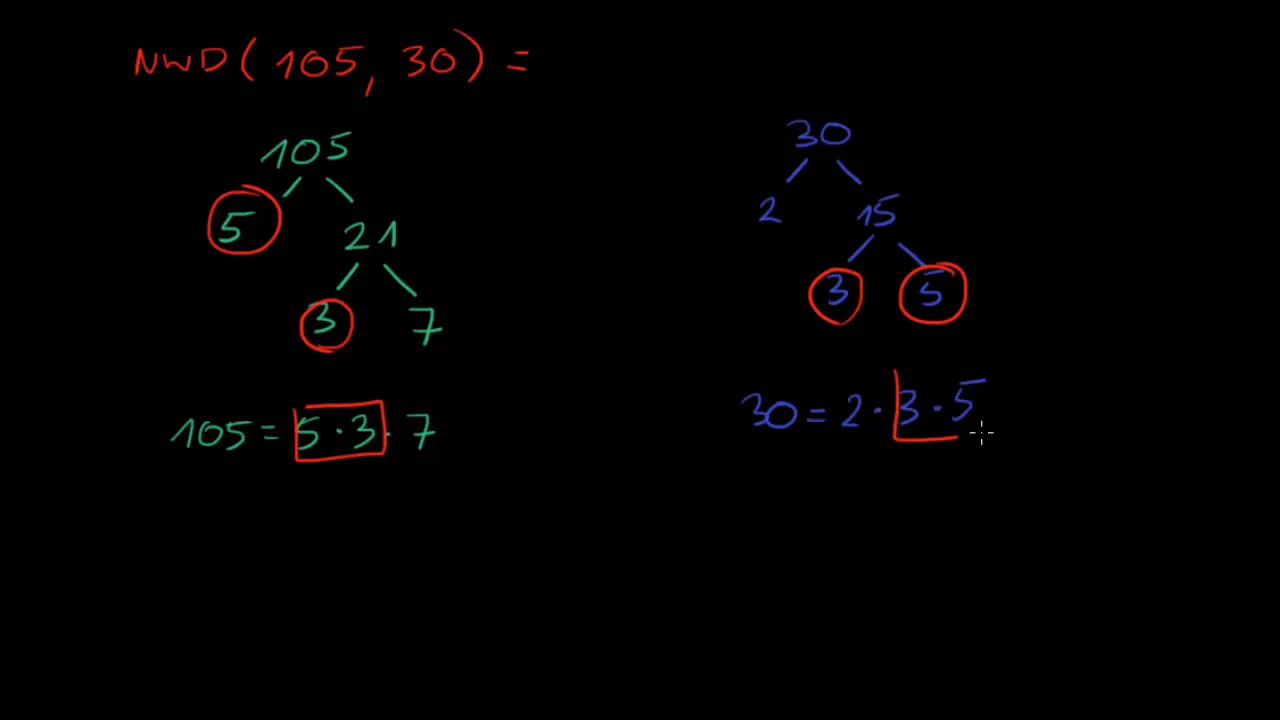 NWD(105, 30) =
105
5 21
3 7
105 = 5 · 3 · 7
30
2 15
3 5
30 = 2 · 3 · 5